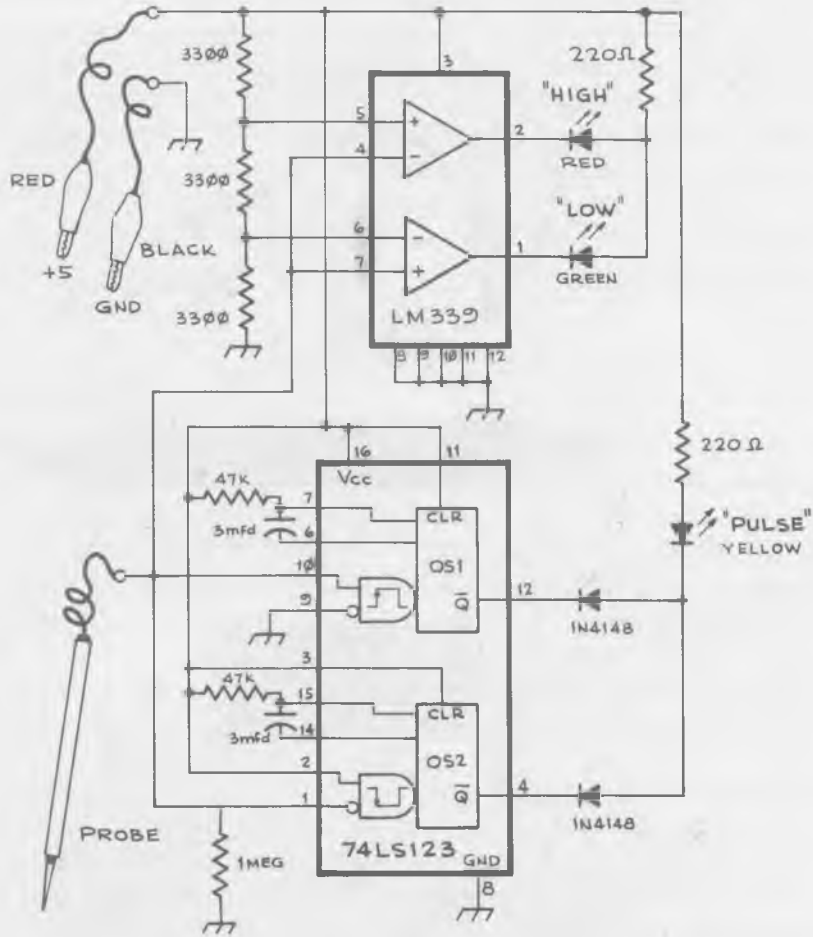 3300
3
220Ω
"HIGH"
5
+
2
4
−
RED
RED
3300
"LOW"
6
−
1
7
+
BLACK
GREEN
+5
GND
3300
LM339
8 9 10 11 12
220Ω
16
11
Vcc
47K
7
CLR
"PULSE"
YELLOW
3mfd
6
OS1
10
Q̅
12
9
1N4148
3
47K
15
CLR
3mfd
14
OS2
2
Q̅
4
1
1N4148
PROBE
1MEG
74LS123
GND
8